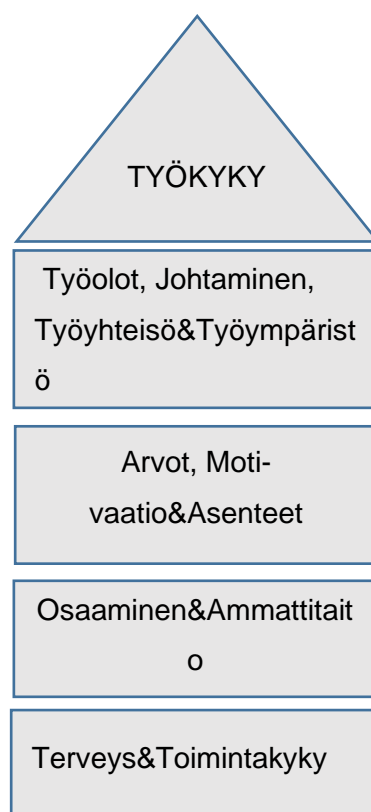 TYÖKYKY
Työolot, Johtaminen,
Työyhteisö&Työympärist
ö
Arvot, Moti-
vaatio&Asenteet
Osaaminen&Ammattitait
o
Terveys&Toimintakyky